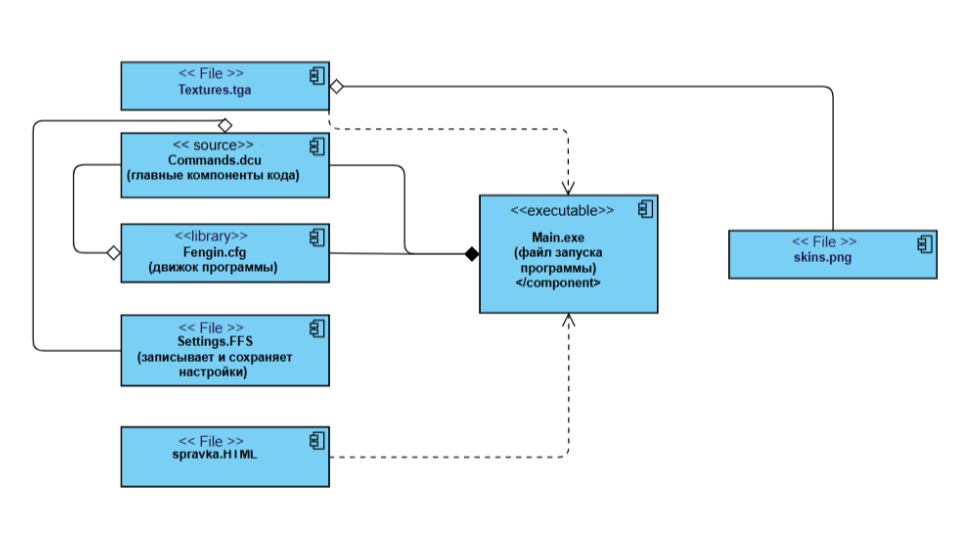 << File >>
Textures.tga
<< source>>
Commands.dcu
(главные компоненты кода)
<<library>>
Fengin.cfg
(движок программы)
<< File >>
Settings.FFS
(записывает и сохраняет
настройки)
<< File >>
spravka.HIML
<<executable>>
Main.exe
(файл запуска
программы)
</component>
<< File >>
skins.png